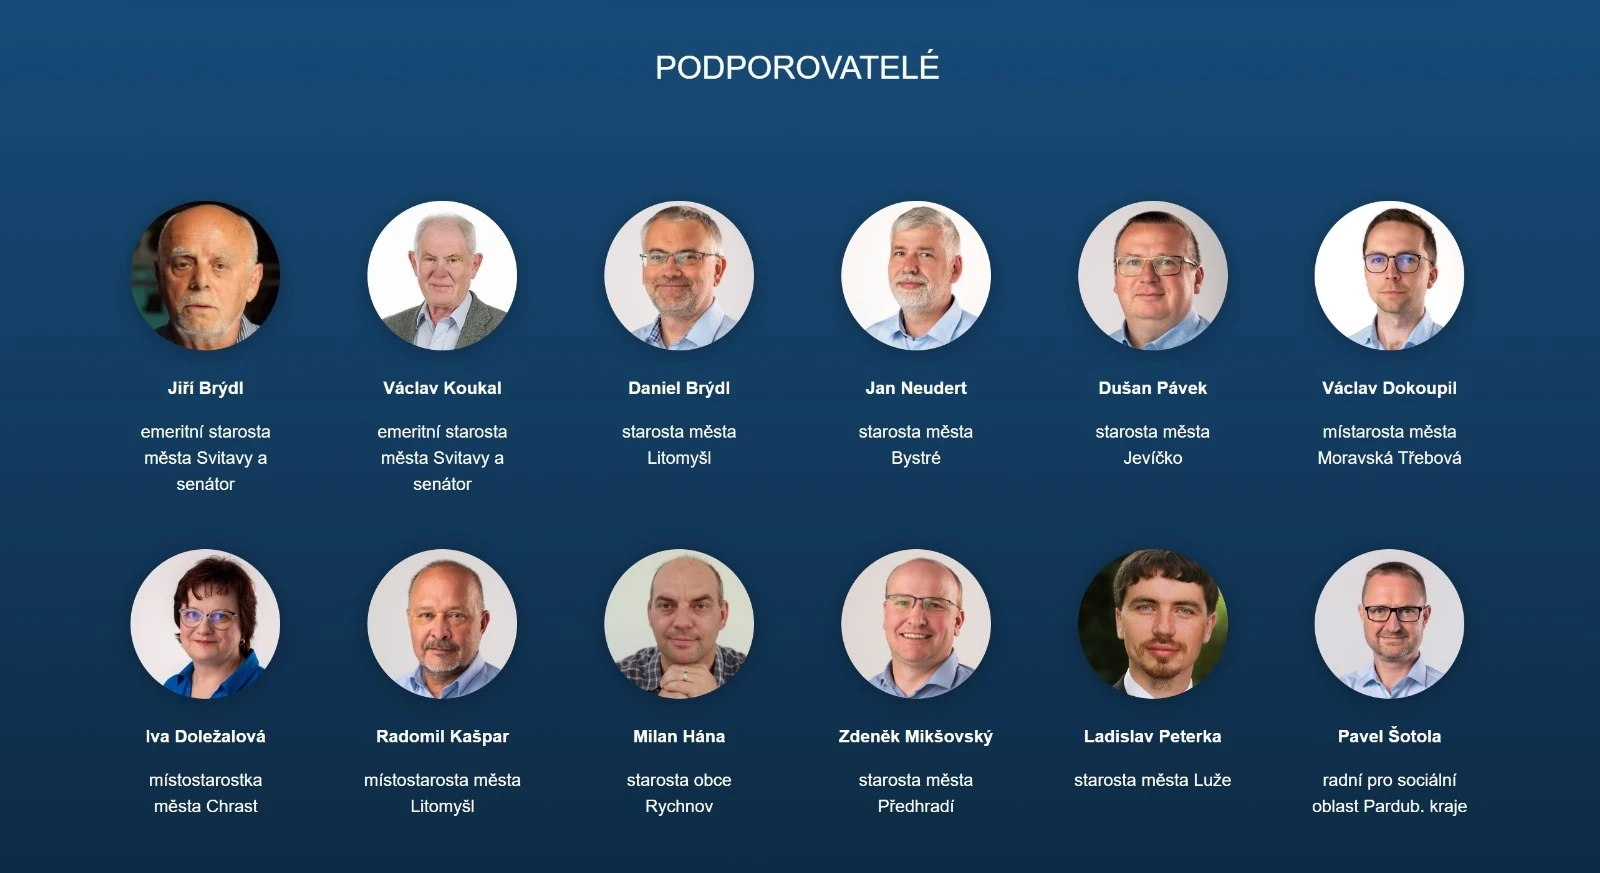 PODPOROVATELÉ
Jiří Brýdl
emeritní starosta
města Svitavy a
senátor
Václav Koukal
emeritní starosta
města Svitavy a
senátor
Daniel Brýdl
starosta města
Litomyšl
Jan Neudert
starosta města
Bystré
Dušan Pávek
starosta města
Jevíčko
Václav Dokoupil
místarosta města
Moravská Třebová
Iva Doležalová
místostarostka
města Chrast
Radomil Kašpar
místostarosta města
Litomyšl
Milan Hána
starosta obce
Rychnov
Zdeněk Mikšovský
starosta města
Předhradí
Ladislav Peterka
starosta města Luže
Pavel Šotola
radní pro sociální
oblast Pardub. kraje